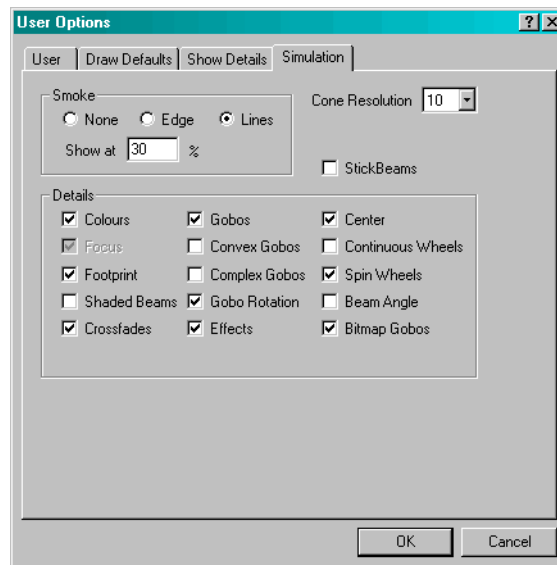 User Options
User Draw Defaults Show Details Simulation
Smoke
None Edge Lines
Show at 30 %
Cone Resolution 10
StickBeams
Details
Colours Gobos Center
Focus Convex Gobos Continuous Wheels
Footprint Complex Gobos Spin Wheels
Shaded Beams Gobo Rotation Beam Angle
Crossfades Effects Bitmap Gobos
OK Cancel